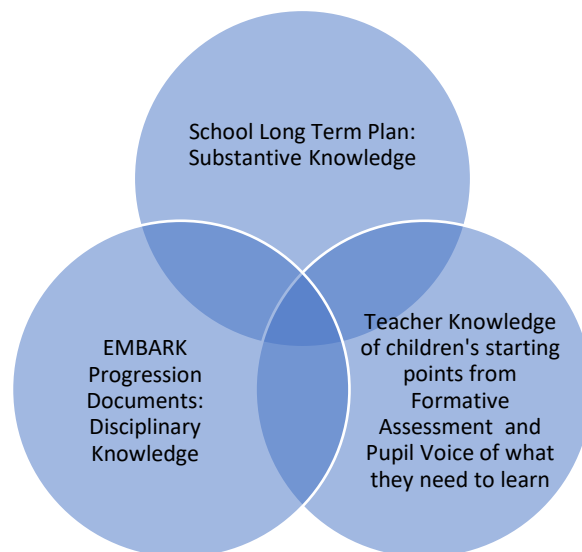 School Long Term Plan:
Substantive Knowledge
EMBARK
Progression
Documents:
Disciplinary
Knowledge
Teacher Knowledge
of children's starting
points from
Formative
Assessment  and
Pupil Voice of what
they need to learn